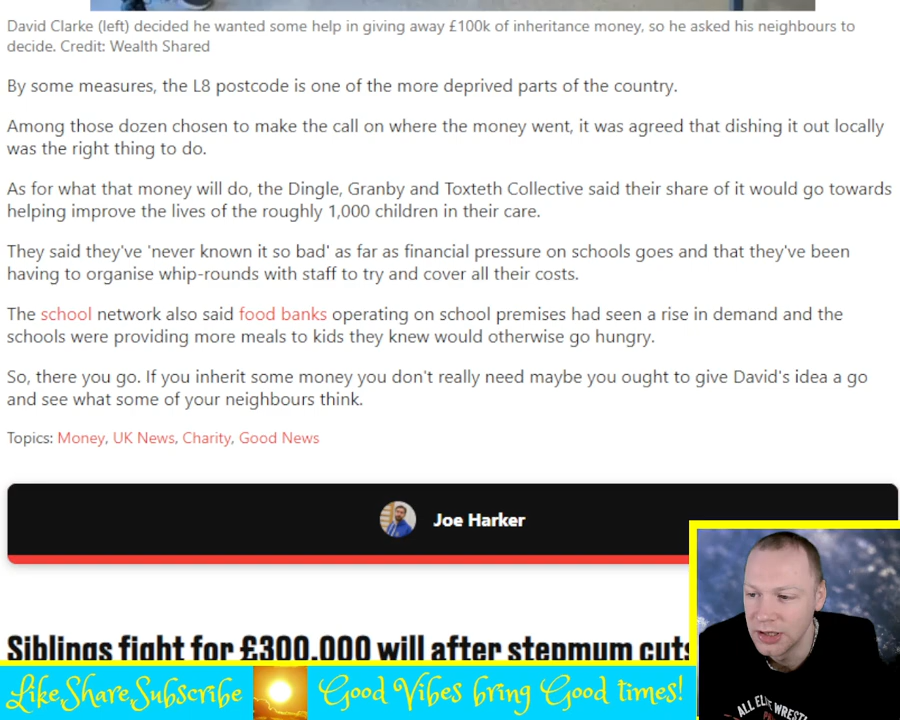 David Clarke (left) decided he wanted some help in giving away £100k of inheritance money, so he asked his neighbours to
decide. Credit: Wealth Shared
By some measures, the L8 postcode is one of the more deprived parts of the country.
Among those dozen chosen to make the call on where the money went, it was agreed that dishing it out locally
was the right thing to do.
As for what that money will do, the Dingle, Granby and Toxteth Collective said their share of it would go towards
helping improve the lives of the roughly 1,000 children in their care.
They said they've 'never known it so bad' as far as financial pressure on schools goes and that they've been
having to organise whip-rounds with staff to try and cover all their costs.
The school network also said food banks operating on school premises had seen a rise in demand and the
schools were providing more meals to kids they knew would otherwise go hungry.
So, there you go. If you inherit some money you don't really need maybe you ought to give David's idea a go
and see what some of your neighbours think.
Topics: Money, UK News, Charity, Good News
Joe Harker
Siblings fight for £300,000 will after stepmum cuts
Like Share Subscribe
Good Vibes bring Good times!
ALL ELITE WREST